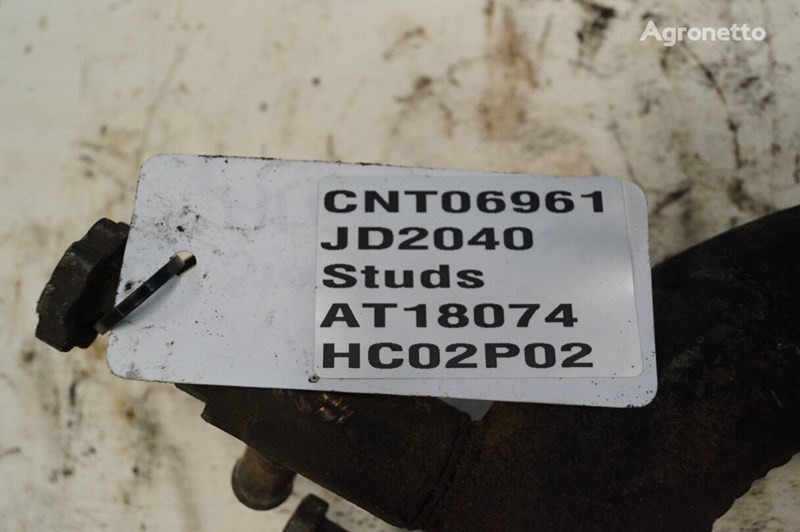 Agronetto
CNT06961
JD2040
Studs
AT18074
HC02P02